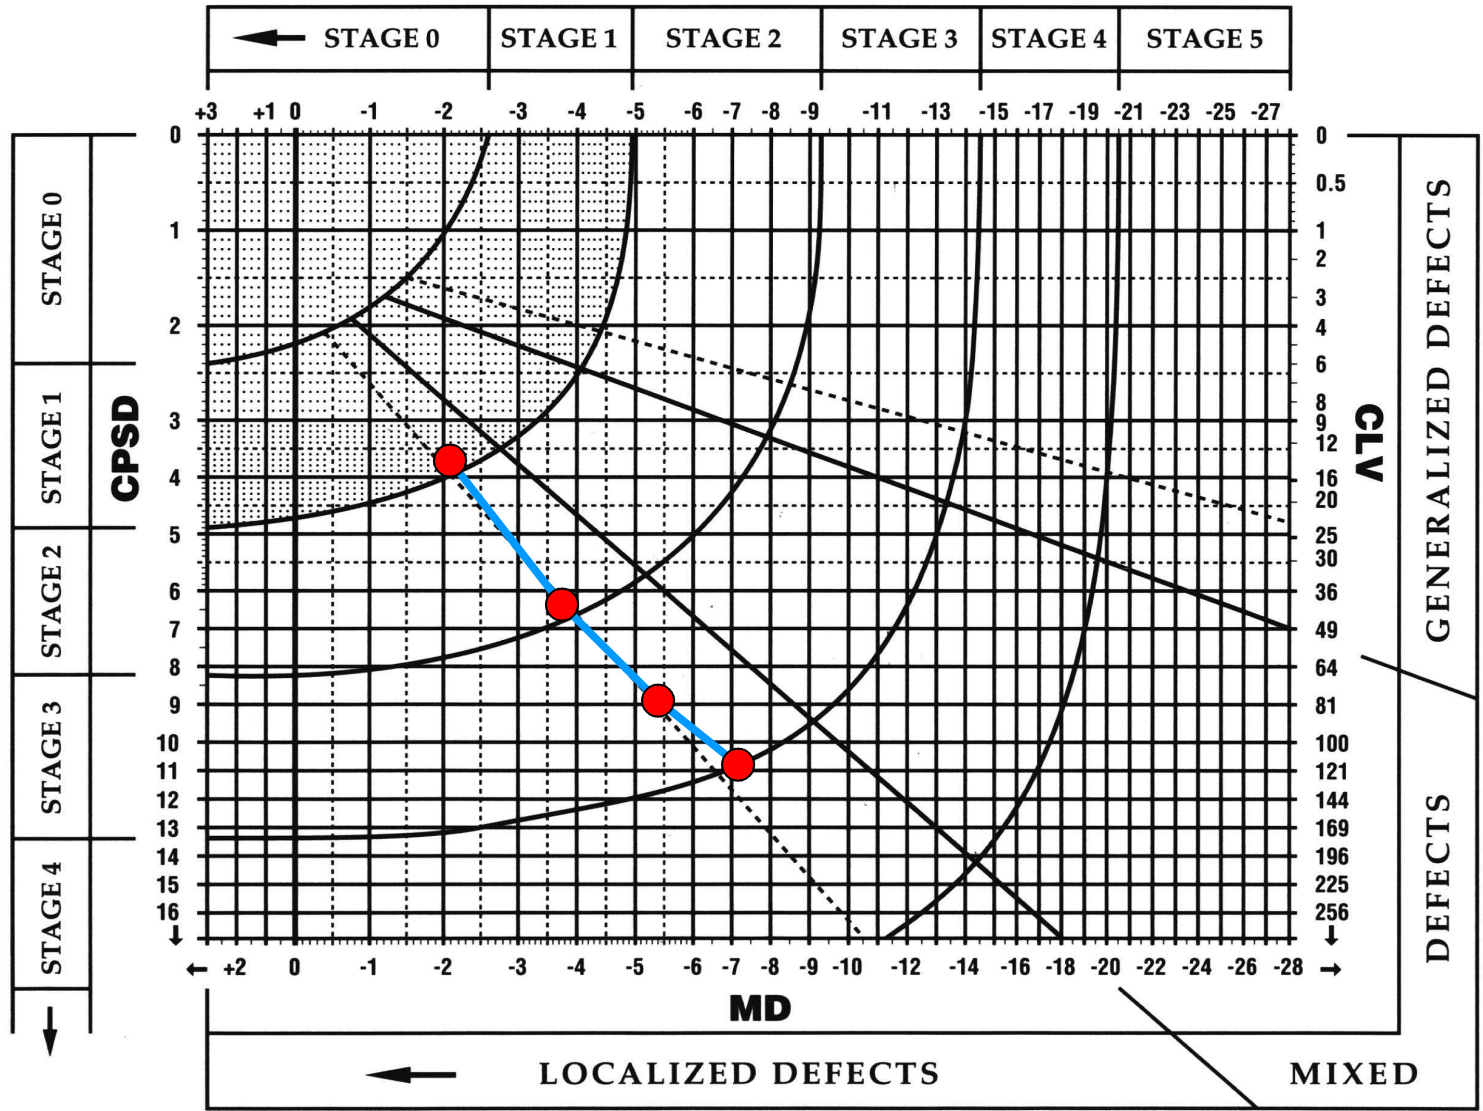 STAGE 0 STAGE 1 STAGE 2 STAGE 3 STAGE 4 STAGE 5
+3 +1 0 -1 -2 -3 -4 -5 -6 -7 -8 -9 -11 -13 -15 -17 -19 -21 -23 -25 -27
STAGE 0
STAGE 1
STAGE 2
STAGE 3
STAGE 4
CPSD
0
1
2
3
4
5
6
7
8
9
10
11
12
13
14
15
16
0
0.5
1
2
3
4
6
8
9
12
16
20
25
30
36
49
64
81
100
121
144
169
196
225
256
CLV
GENERALIZED DEFECTS
DEFECTS
+2 0 -1 -2 -3 -4 -5 -6 -7 -8 -9 -10 -12 -14 -16 -18 -20 -22 -24 -26 -28
MD
LOCALIZED DEFECTS
MIXED